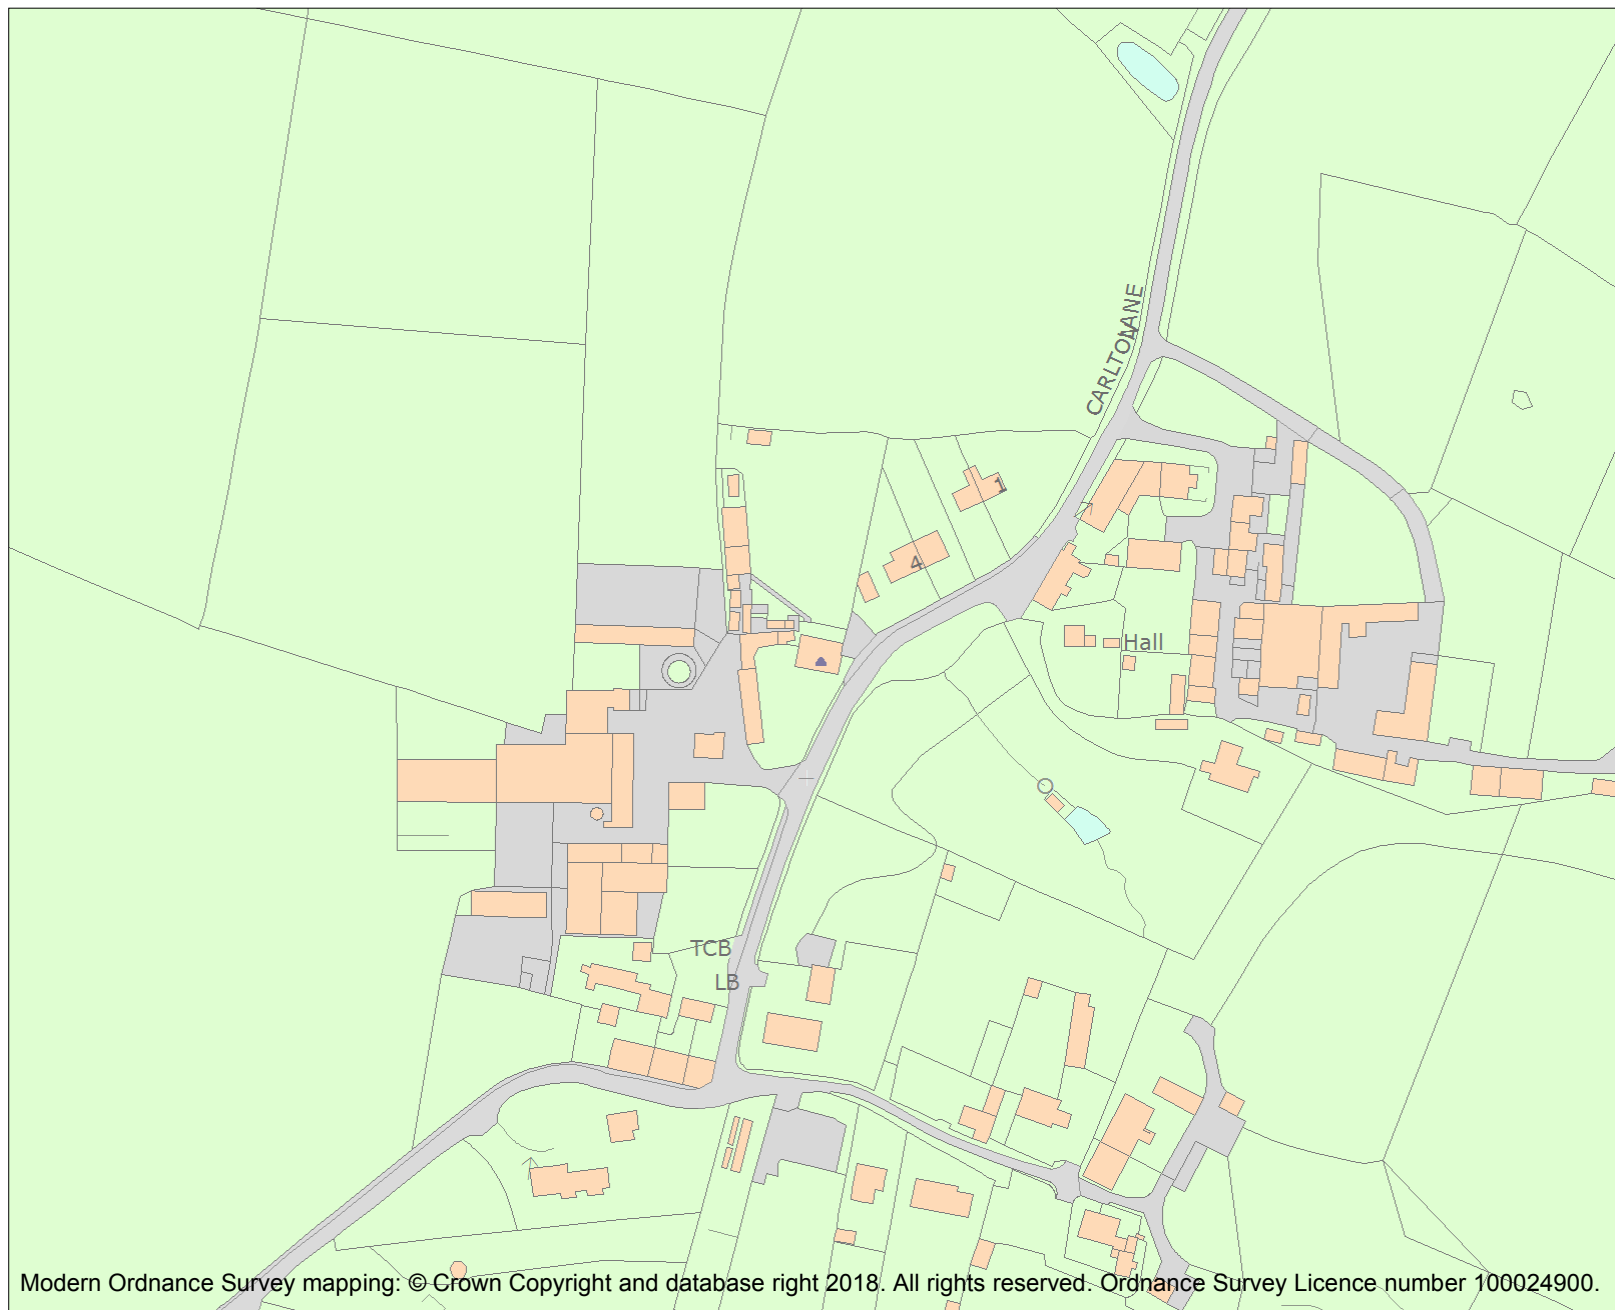 CARLTON LANE
1
4
Hall
TCB
LB
Modern Ordnance Survey mapping: © Crown Copyright and database right 2018. All rights reserved. Ordnance Survey Licence number 100024900.